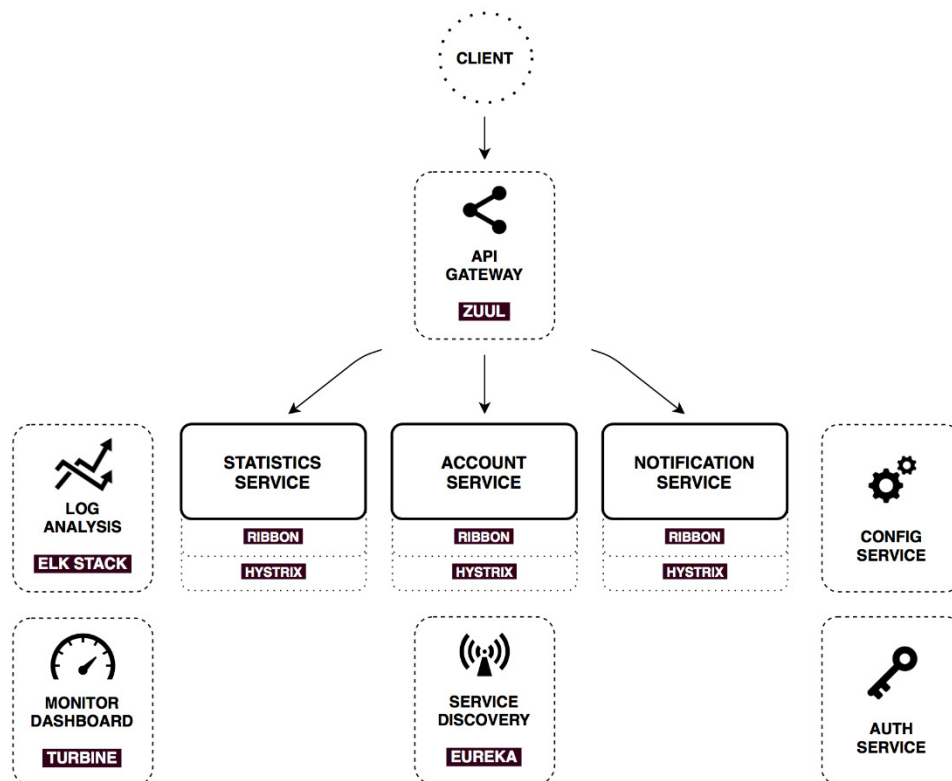 CLIENT
API
GATEWAY
ZUUL
LOG
ANALYSIS
ELK STACK
STATISTICS
SERVICE
RIBBON
HYSTRIX
ACCOUNT
SERVICE
RIBBON
HYSTRIX
NOTIFICATION
SERVICE
RIBBON
HYSTRIX
CONFIG
SERVICE
MONITOR
DASHBOARD
TURBINE
SERVICE
DISCOVERY
EUREKA
AUTH
SERVICE